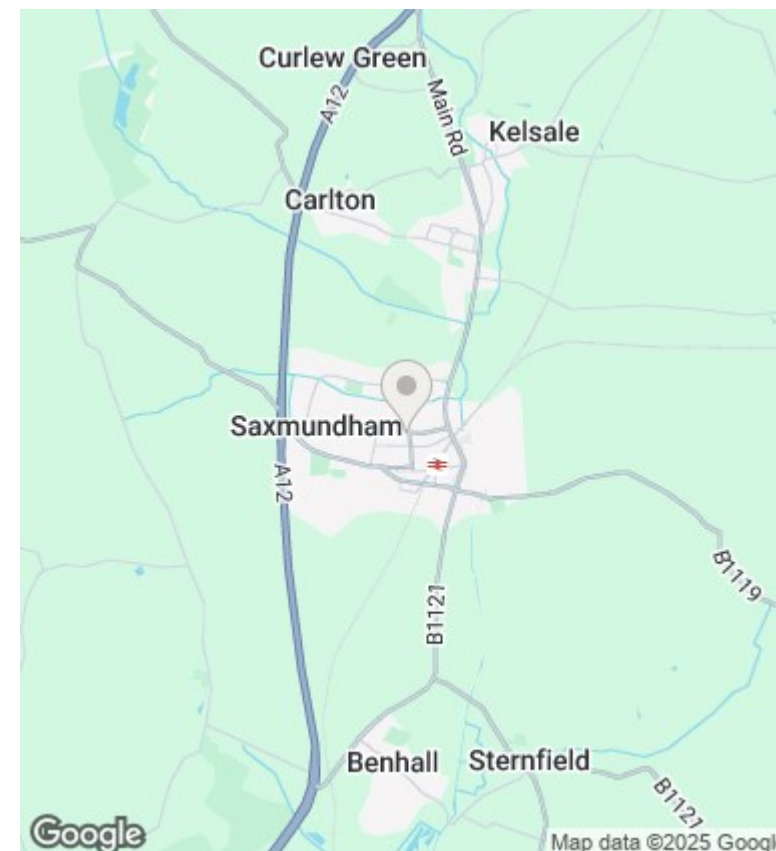 Curlew Green
A12
Main Rd
Kelsale
Carlton
Saxmundham
A12
B1119
B1121
Benhall
Sternfield
B1121
Google
Map data ©2025 Googl